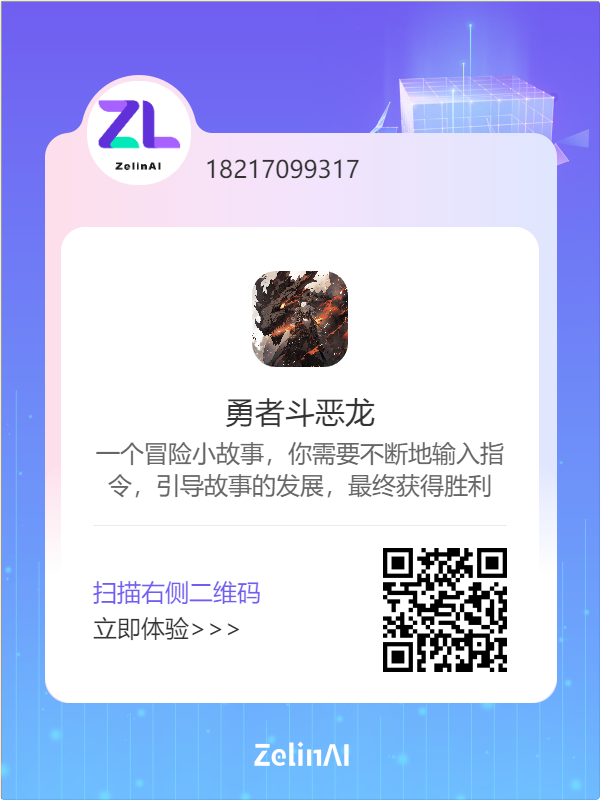 ZL
ZelinAI
18217099317
勇者斗恶龙
一个冒险小故事，你需要不断地输入指
令，引导故事的发展，最终获得胜利
扫描右侧二维码
立即体验>>>
ZelinAI